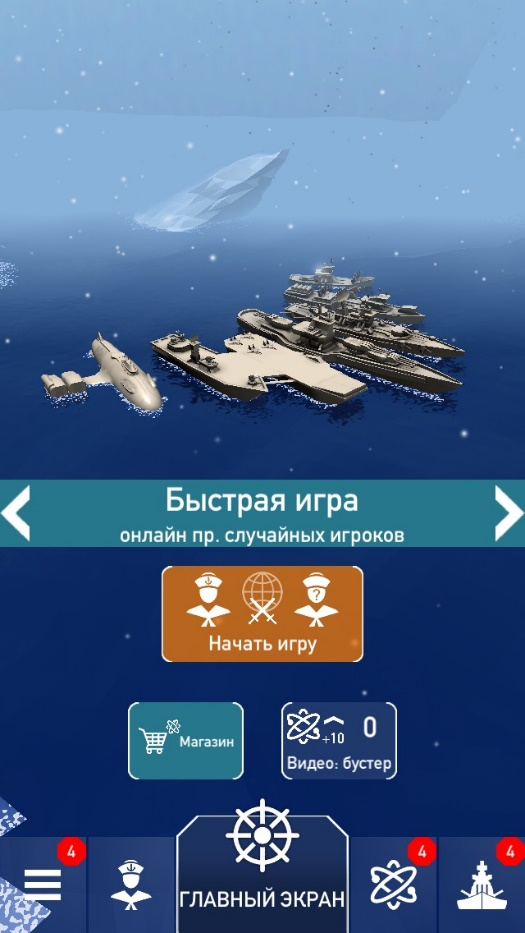 Быстрая игра
онлайн пр. случайных игроков
?
Начать игру
Магазин
+10
0
Видео: бустер
4
ГЛАВНЫЙ ЭКРАН
4
4